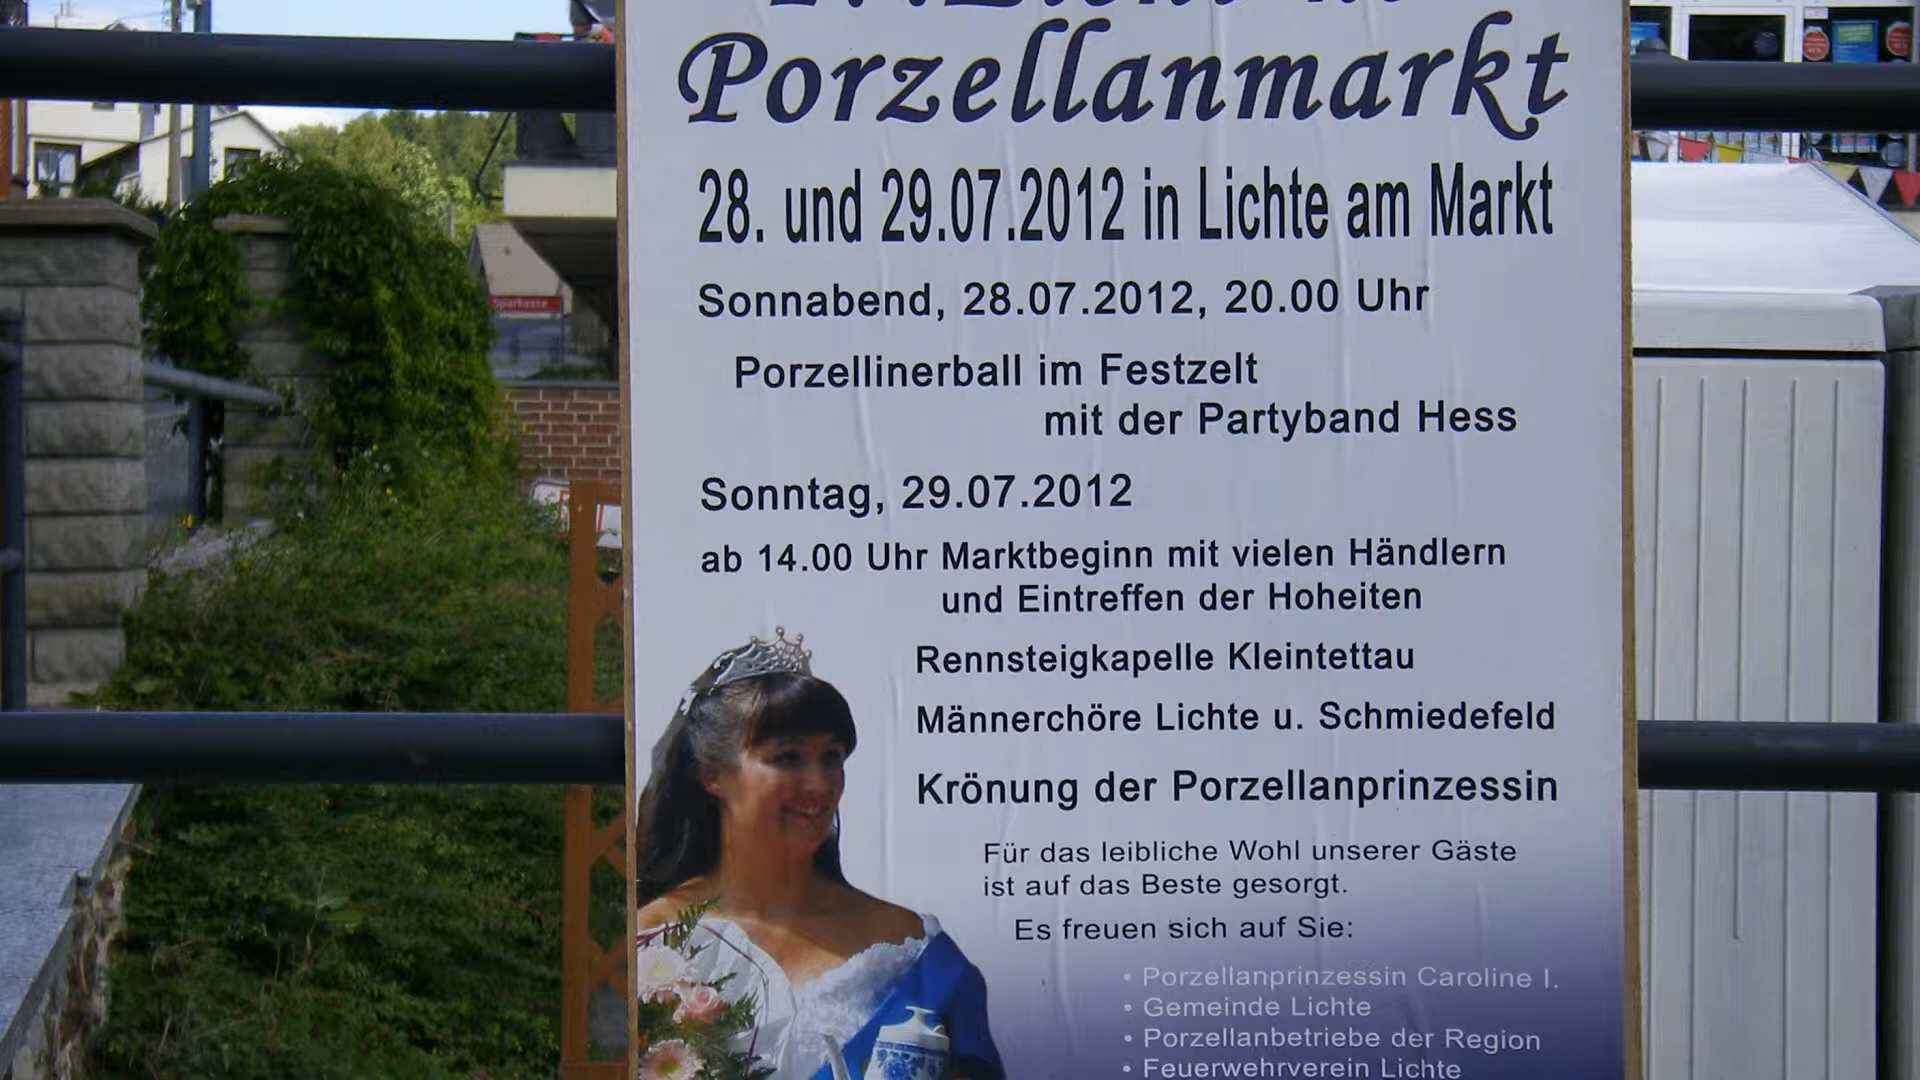 Porzellanmarkt
28. und 29.07.2012 in Lichte am Markt
Sonnabend, 28.07.2012, 20.00 Uhr
Porzellinerball im Festzelt
mit der Partyband Hess
Sonntag, 29.07.2012
ab 14.00 Uhr Marktbeginn mit vielen Händlern
und Eintreffen der Hoheiten
Rennsteigkapelle Kleintettau
Männerchöre Lichte u. Schmiedefeld
Krönung der Porzellanprinzessin
Für das leibliche Wohl unserer Gäste
ist auf das Beste gesorgt.
Es freuen sich auf Sie:
• Porzellanprinzessin Caroline I.
• Gemeinde Lichte
• Porzellanbetriebe der Region
• Feuerwehrverein Lichte
Sparkasse